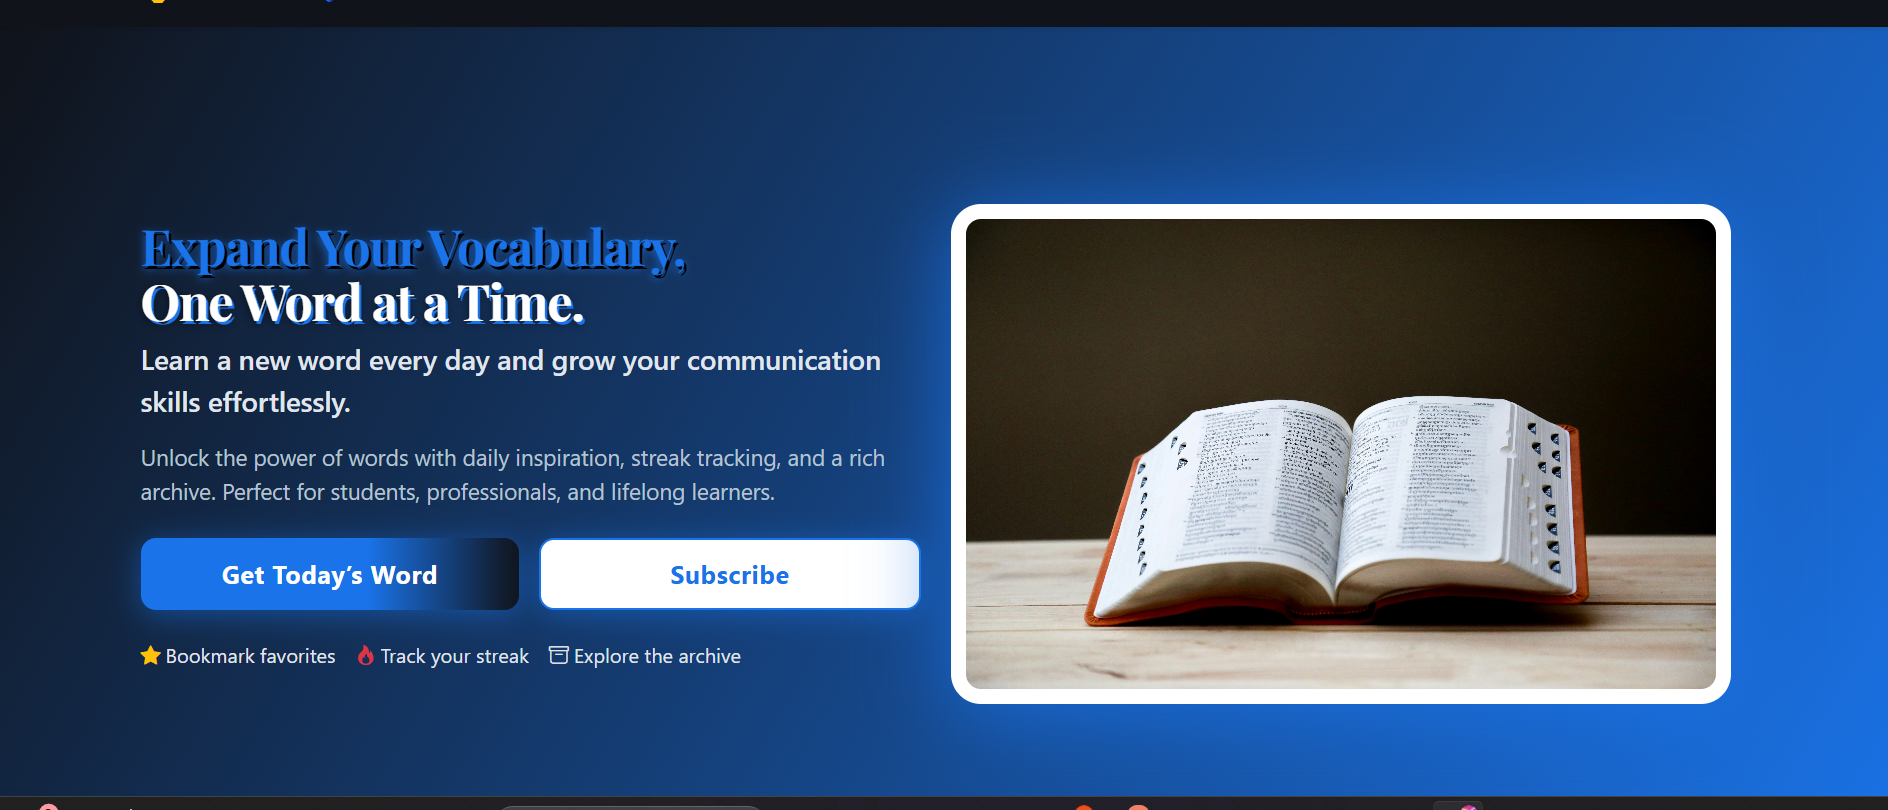 Expand Your Vocabulary,
One Word at a Time.
Learn a new word every day and grow your communication
skills effortlessly.
Unlock the power of words with daily inspiration, streak tracking, and a rich
archive. Perfect for students, professionals, and lifelong learners.
Get Today’s Word
Subscribe
Bookmark favorites
Track your streak
Explore the archive